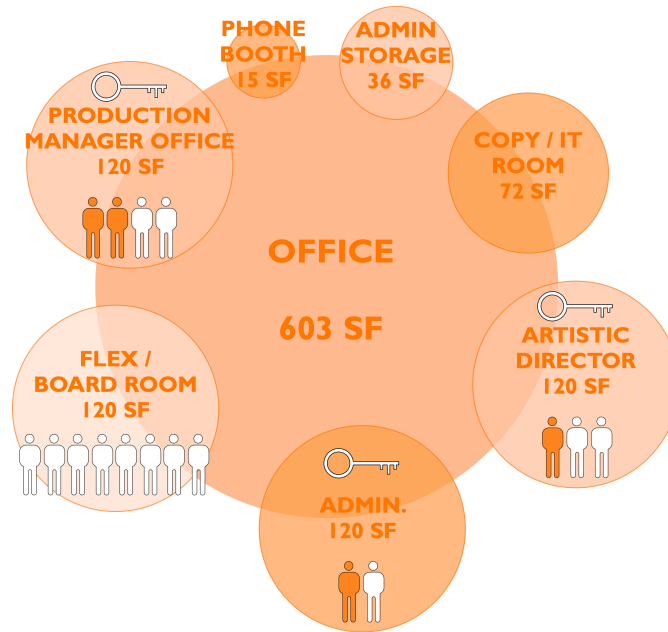 PHONE
BOOTH
15 SF
ADMIN
STORAGE
36 SF
PRODUCTION
MANAGER OFFICE
120 SF
COPY / IT
ROOM
72 SF
OFFICE
603 SF
ARTISTIC
DIRECTOR
120 SF
FLEX /
BOARD ROOM
120 SF
ADMIN.
120 SF